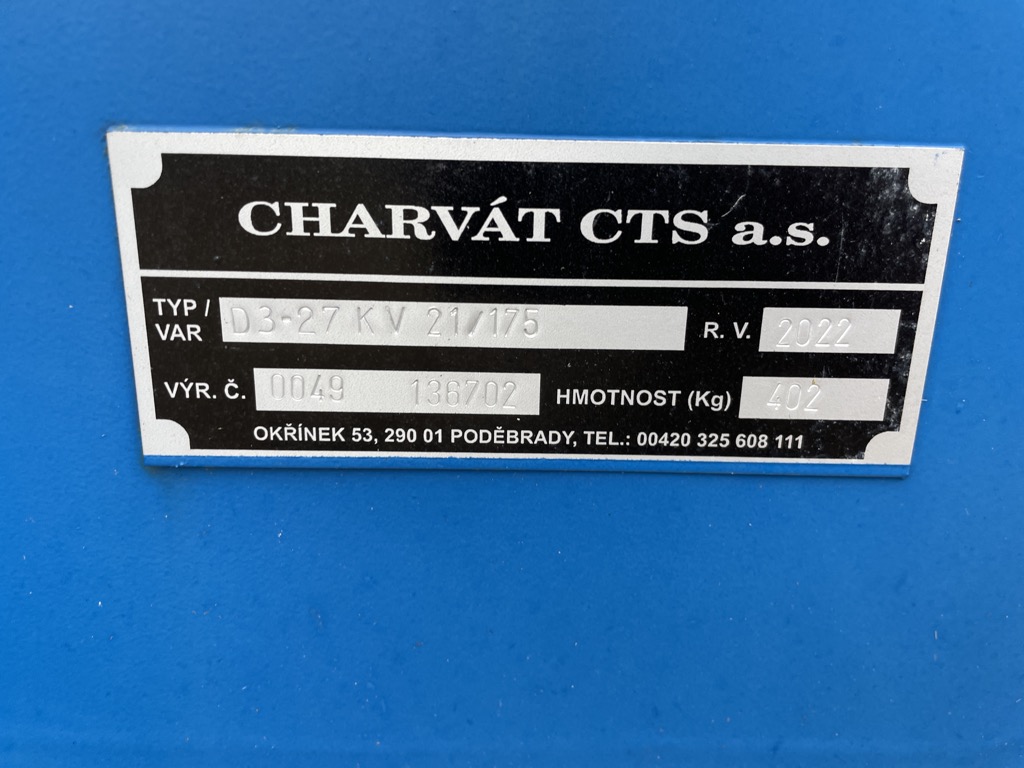 CHARVÁT CTS a.s.
TYP / VAR D3-27 KV 21/175 R. V. 2022
VÝR. Č. 0049 136702 HMOTNOST (Kg) 402
OKŘÍNEK 53, 290 01 PODĚBRADY, TEL.: 00420 325 608 111